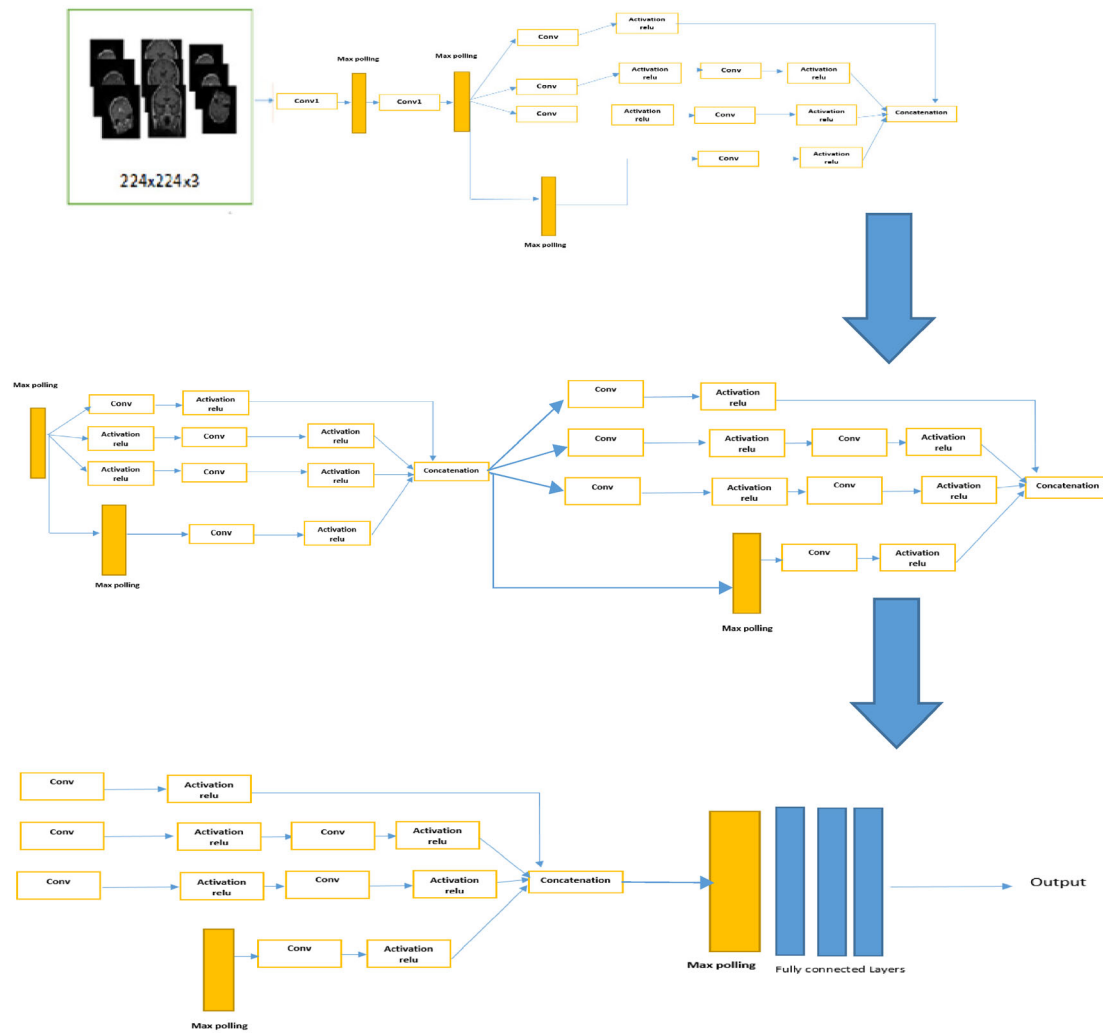 224x224x3
Conv1
Max polling
Conv1
Max polling
Conv
Activation
relu
Conv
Activation
relu
Conv
Activation
relu
Conv
Activation
relu
Conv
Activation
relu
Concatenation
Max polling
Conv
Activation
relu
Max polling
Conv
Activation
relu
Activation
relu
Conv
Activation
relu
Activation
relu
Conv
Activation
relu
Max polling
Conv
Activation
relu
Concatenation
Conv
Activation
relu
Conv
Activation
relu
Conv
Activation
relu
Conv
Activation
relu
Conv
Activation
relu
Max polling
Conv
Activation
relu
Concatenation
Conv
Activation
relu
Conv
Activation
relu
Conv
Activation
relu
Conv
Activation
relu
Conv
Activation
relu
Max polling
Conv
Activation
relu
Concatenation
Max polling
Fully connected Layers
Output